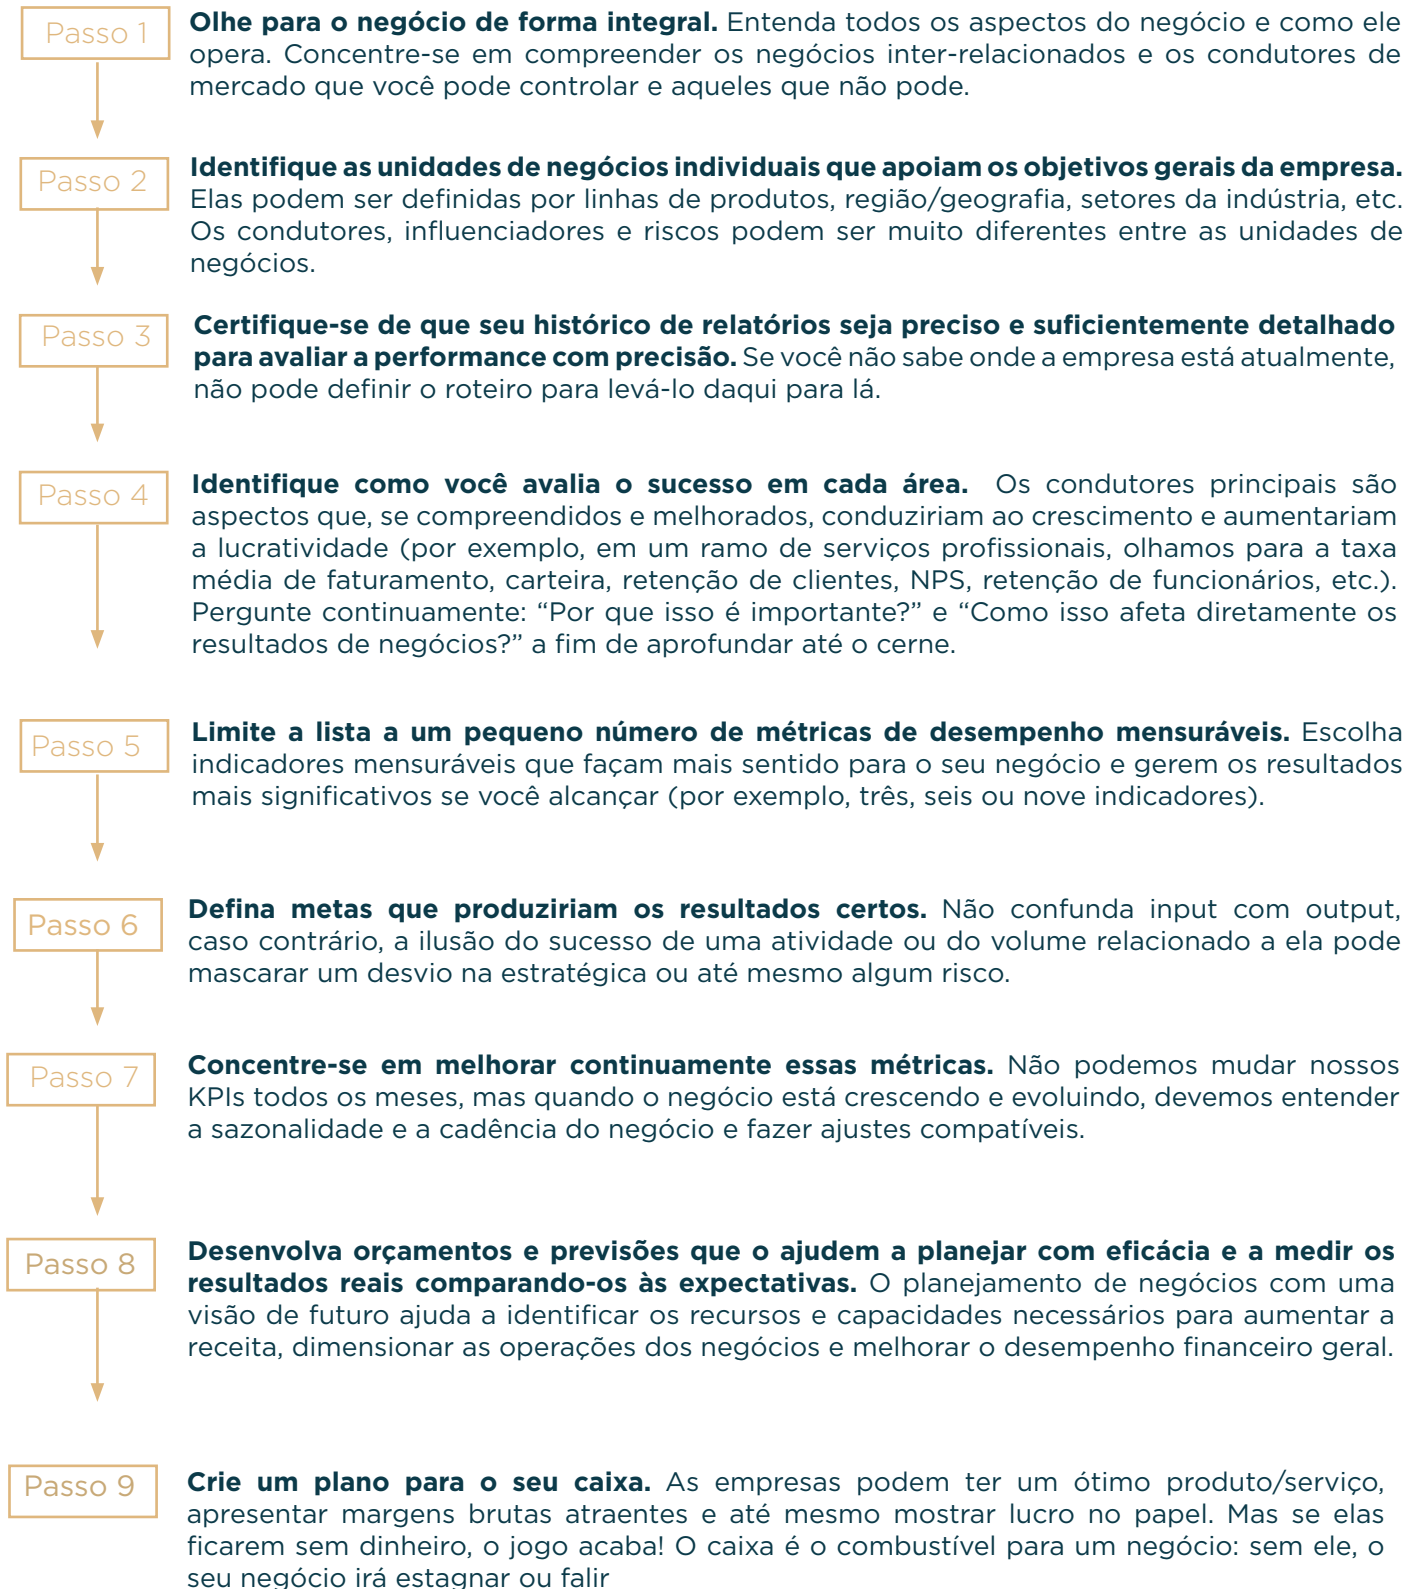 Passo 1
Olhe para o negócio de forma integral. Entenda todos os aspectos do negócio e como ele
opera. Concentre-se em compreender os negócios inter-relacionados e os condutores de
mercado que você pode controlar e aqueles que não pode.
Passo 2
Identifique as unidades de negócios individuais que apoiam os objetivos gerais da empresa.
Elas podem ser definidas por linhas de produtos, região/geografia, setores da indústria, etc.
Os condutores, influenciadores e riscos podem ser muito diferentes entre as unidades de
negócios.
Passo 3
Certifique-se de que seu histórico de relatórios seja preciso e suficientemente detalhado
para avaliar a performance com precisão. Se você não sabe onde a empresa está atualmente,
não pode definir o roteiro para levá-lo daqui para lá.
Passo 4
Identifique como você avalia o sucesso em cada área. Os condutores principais são
aspectos que, se compreendidos e melhorados, conduziriam ao crescimento e aumentariam
a lucratividade (por exemplo, em um ramo de serviços profissionais, olhamos para a taxa
média de faturamento, carteira, retenção de clientes, NPS, retenção de funcionários, etc.).
Pergunte continuamente: “Por que isso é importante?” e “Como isso afeta diretamente os
resultados de negócios?” a fim de aprofundar até o cerne.
Passo 5
Limite a lista a um pequeno número de métricas de desempenho mensuráveis. Escolha
indicadores mensuráveis que façam mais sentido para o seu negócio e gerem os resultados
mais significativos se você alcançar (por exemplo, três, seis ou nove indicadores).
Passo 6
Defina metas que produziriam os resultados certos. Não confunda input com output,
caso contrário, a ilusão do sucesso de uma atividade ou do volume relacionado a ela pode
mascarar um desvio na estratégica ou até mesmo algum risco.
Passo 7
Concentre-se em melhorar continuamente essas métricas. Não podemos mudar nossos
KPIs todos os meses, mas quando o negócio está crescendo e evoluindo, devemos entender
a sazonalidade e a cadência do negócio e fazer ajustes compatíveis.
Passo 8
Desenvolva orçamentos e previsões que o ajudem a planejar com eficácia e a medir os
resultados reais comparando-os às expectativas. O planejamento de negócios com uma
visão de futuro ajuda a identificar os recursos e capacidades necessários para aumentar a
receita, dimensionar as operações dos negócios e melhorar o desempenho financeiro geral.
Passo 9
Crie um plano para o seu caixa. As empresas podem ter um ótimo produto/serviço,
apresentar margens brutas atraentes e até mesmo mostrar lucro no papel. Mas se elas
ficarem sem dinheiro, o jogo acaba! O caixa é o combustível para um negócio: sem ele, o
seu negócio irá estagnar ou falir